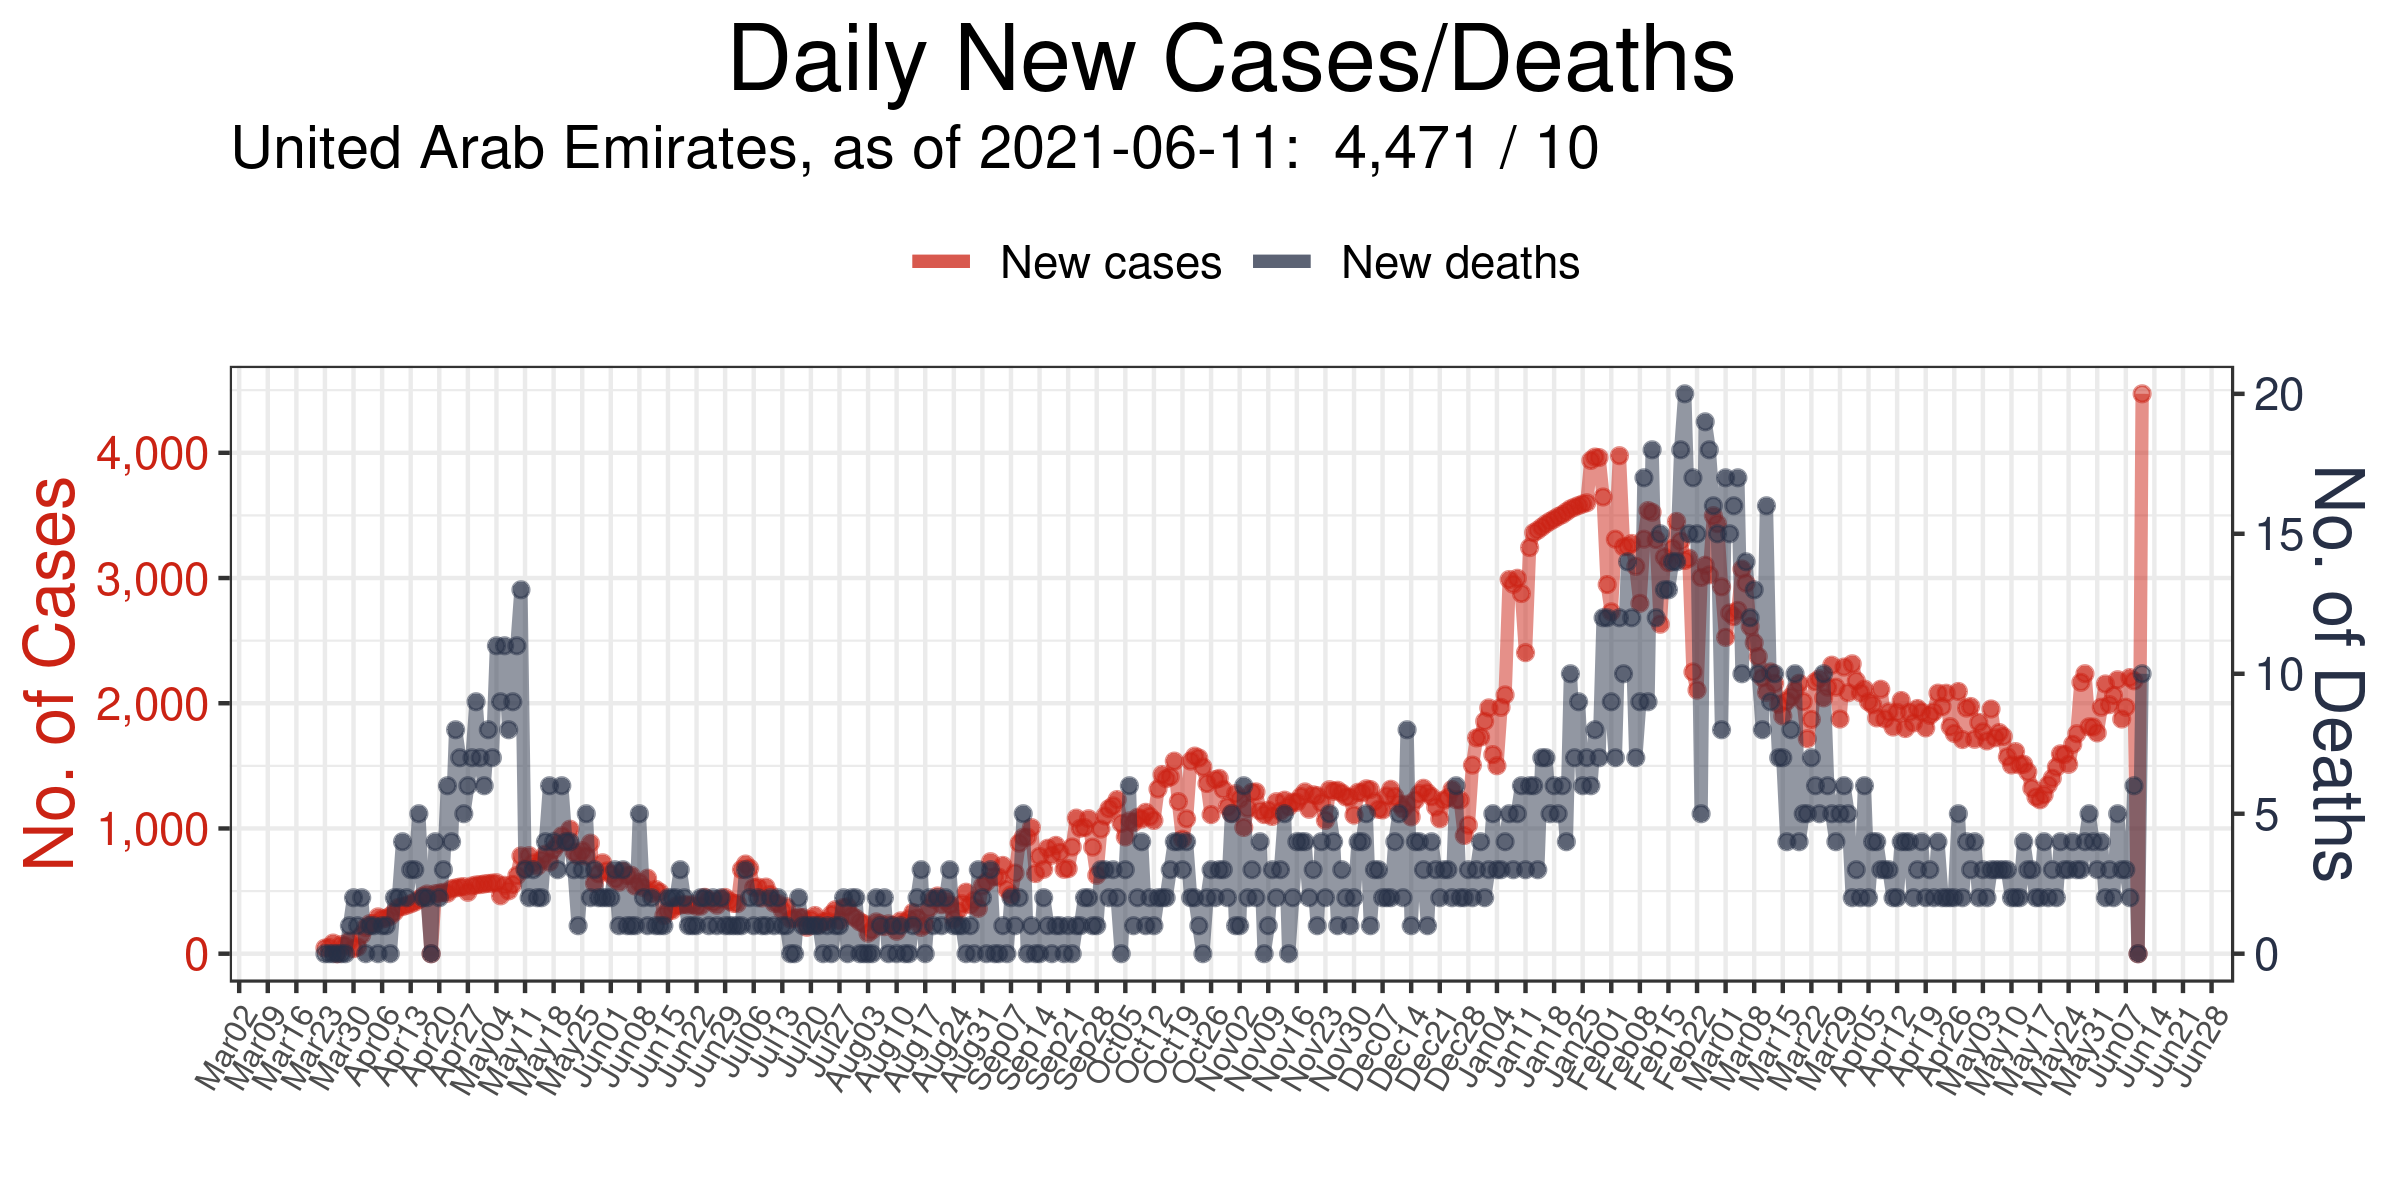 Daily New Cases/Deaths
United Arab Emirates, as of 2021-06-11:  4,471 / 10
New cases New deaths
No. of Cases
4,000
3,000
2,000
1,000
0
20
15
10
5
0
No. of Deaths
Mar02 Mar09 Mar16 Mar23 Mar30 Apr06 Apr13 Apr20 Apr27 May04 May11 May18 May25 Jun01 Jun08 Jun15 Jun22 Jun29 Jul06 Jul13 Jul20 Jul27 Aug03 Aug10 Aug17 Aug24 Aug31 Sep07 Sep14 Sep21 Sep28 Oct05 Oct12 Oct19 Oct26 Nov02 Nov09 Nov16 Nov23 Nov30 Dec07 Dec14 Dec21 Dec28 Jan04 Jan11 Jan18 Jan25 Feb01 Feb08 Feb15 Feb22 Mar01 Mar08 Mar15 Mar22 Mar29 Apr05 Apr12 Apr19 Apr26 May03 May10 May17 May24 May31 Jun07 Jun14 Jun21 Jun28